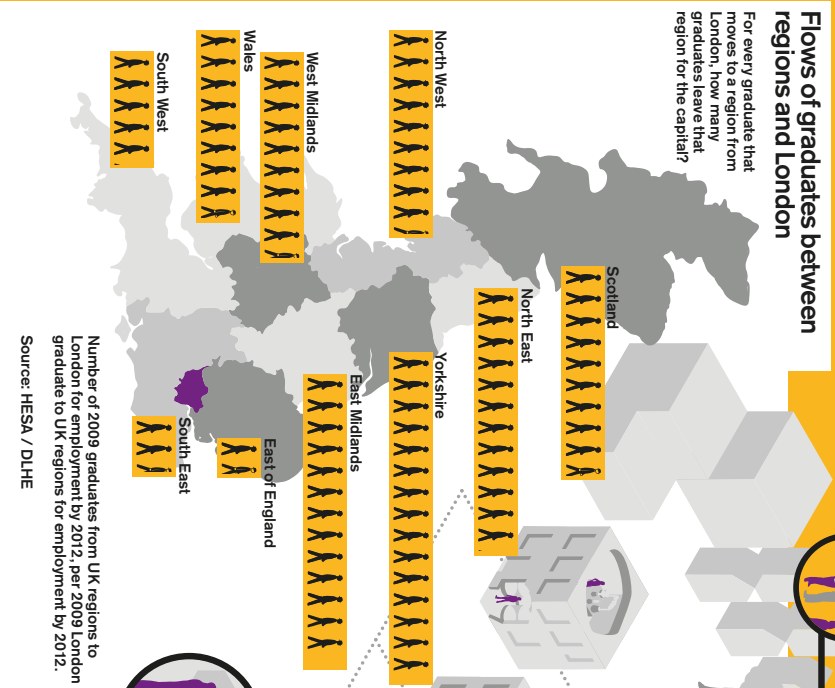 Flows of graduates between
regions and London
For every graduate that
moves to a region from
London, how many
graduates leave that
region for the capital?
Scotland
North East
North West
Yorkshire
East Midlands
West Midlands
Wales
East of England
South East
South West
Number of 2009 graduates from UK regions to
London for employment by 2012, per 2009 London
graduate to UK regions for employment by 2012.
Source: HESA / DLHE